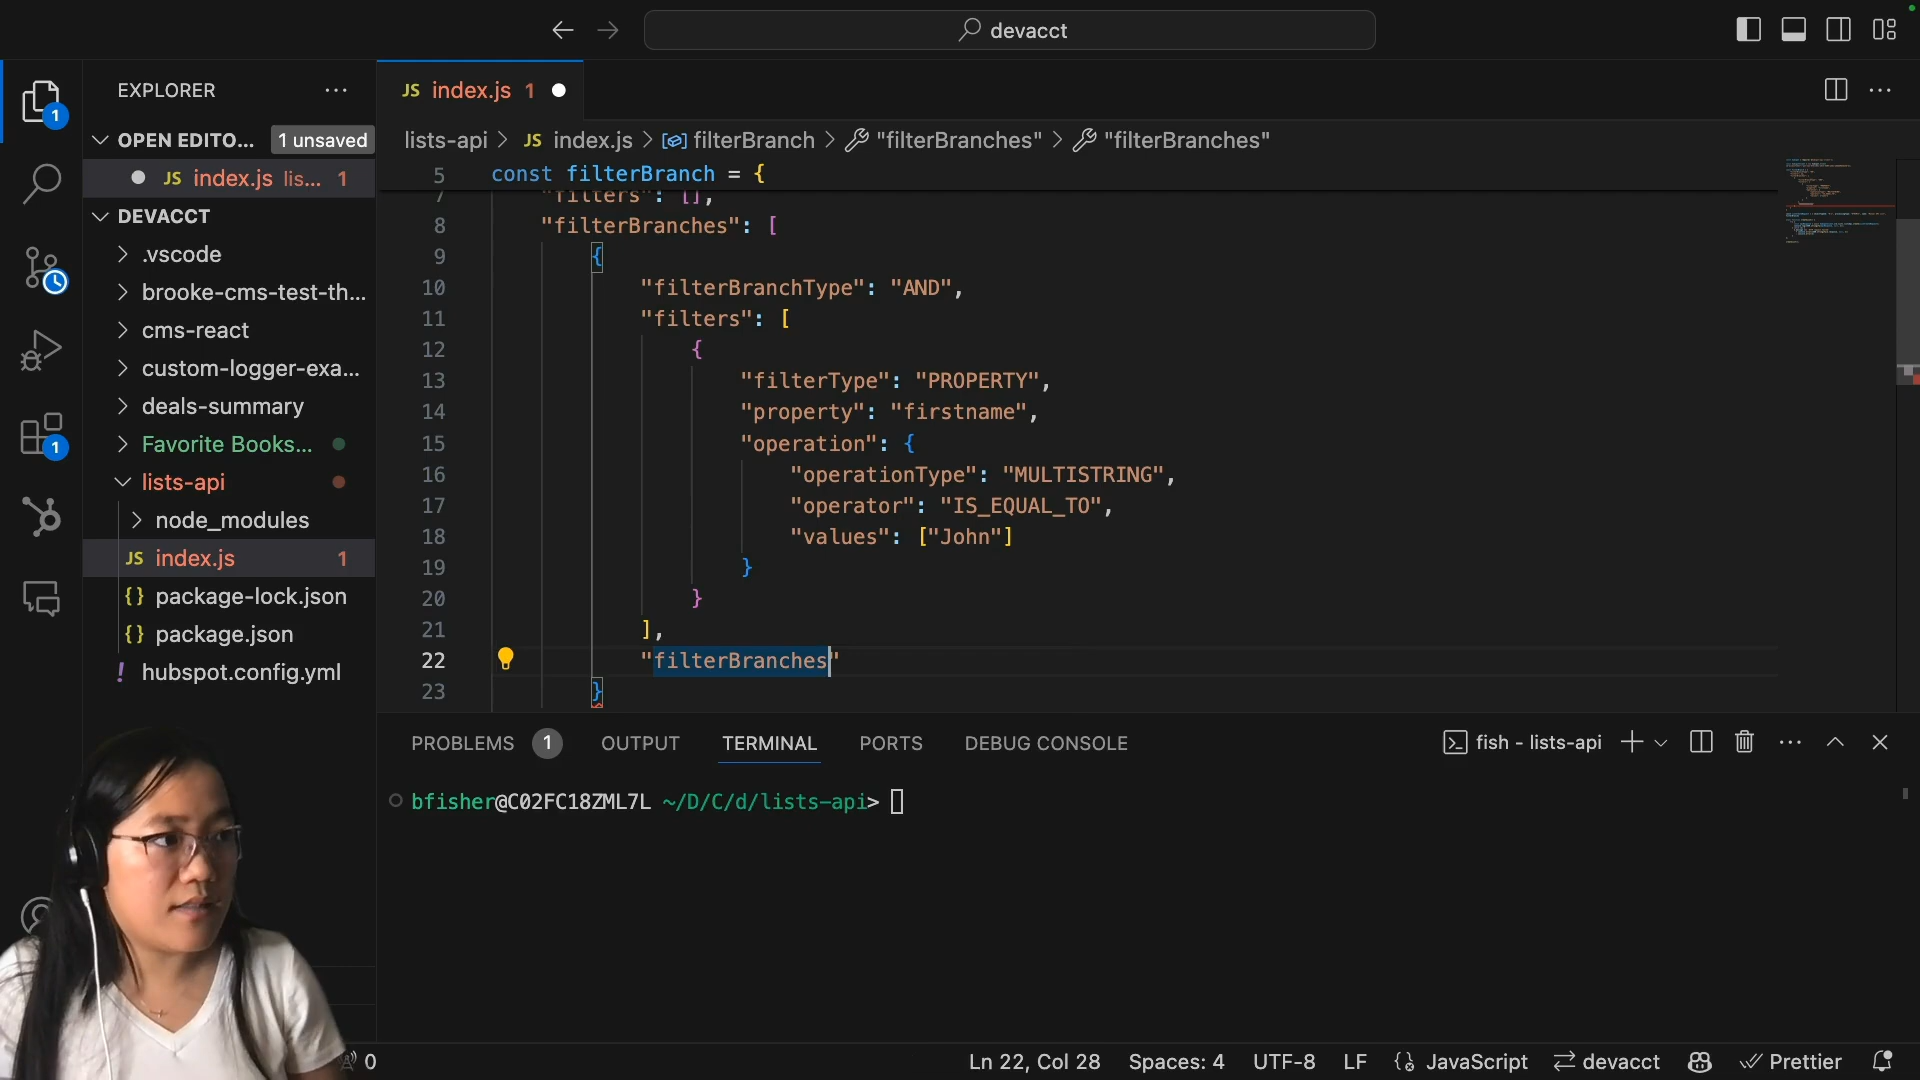 devacct
EXPLORER
OPEN EDITO... 1 unsaved
JS index.js lis... 1
DEVACCT
.vscode
brooke-cms-test-th...
cms-react
custom-logger-exa...
deals-summary
Favorite Books...
lists-api
node_modules
JS index.js 1
{} package-lock.json
{} package.json
! hubspot.config.yml
1
1
JS index.js 1
lists-api > JS index.js > filterBranch > "filterBranches" > "filterBranches"
5 const filterBranch = {
7 "filters": [],
8 "filterBranches": [
9 {
10 "filterBranchType": "AND",
11 "filters": [
12 {
13 "filterType": "PROPERTY",
14 "property": "firstname",
15 "operation": {
16 "operationType": "MULTISTRING",
17 "operator": "IS_EQUAL_TO",
18 "values": ["John"]
19 }
20 }
21 ],
22 "filterBranches"
23 }
PROBLEMS 1 OUTPUT TERMINAL PORTS DEBUG CONSOLE fish - lists-api
bfisher@C02FC18ZML7L ~/D/C/d/lists-api>
0 Ln 22, Col 28 Spaces: 4 UTF-8 LF JavaScript devacct Prettier